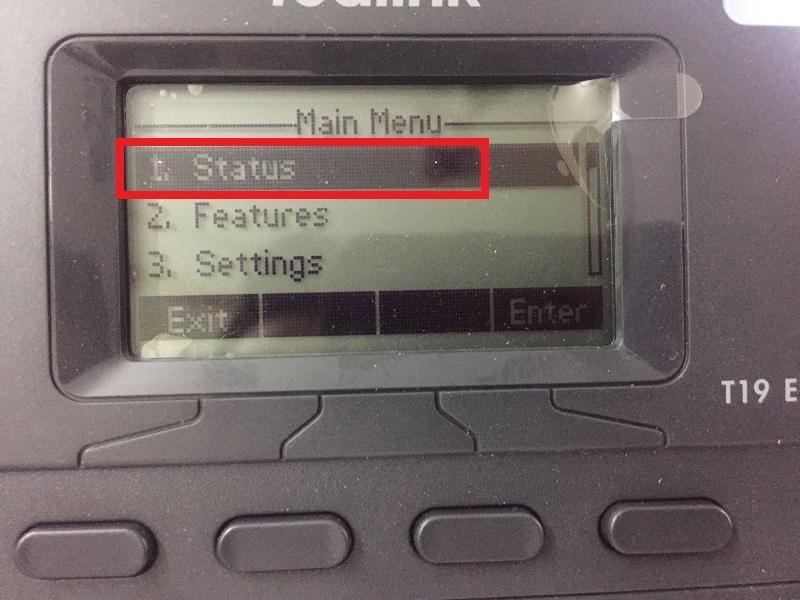 Main Menu
1. Status
2. Features
3. Settings
Exit Enter
T19 E